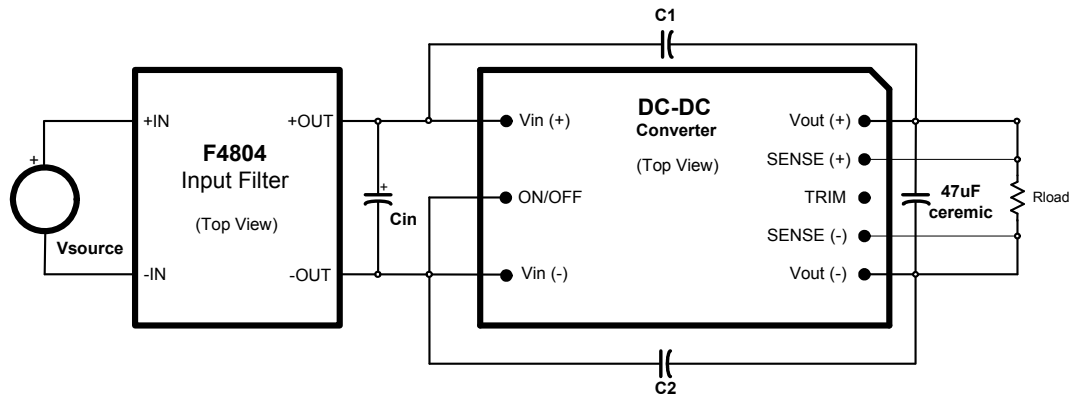 C1
+IN
+OUT
F4804
Input Filter
(Top View)
-IN
-OUT
+
Vsource
+
Cin
DC-DC
Converter
(Top View)
Vin (+)
ON/OFF
Vin (-)
Vout (+)
SENSE (+)
TRIM
SENSE (-)
Vout (-)
47uF
ceremic
Rload
C2